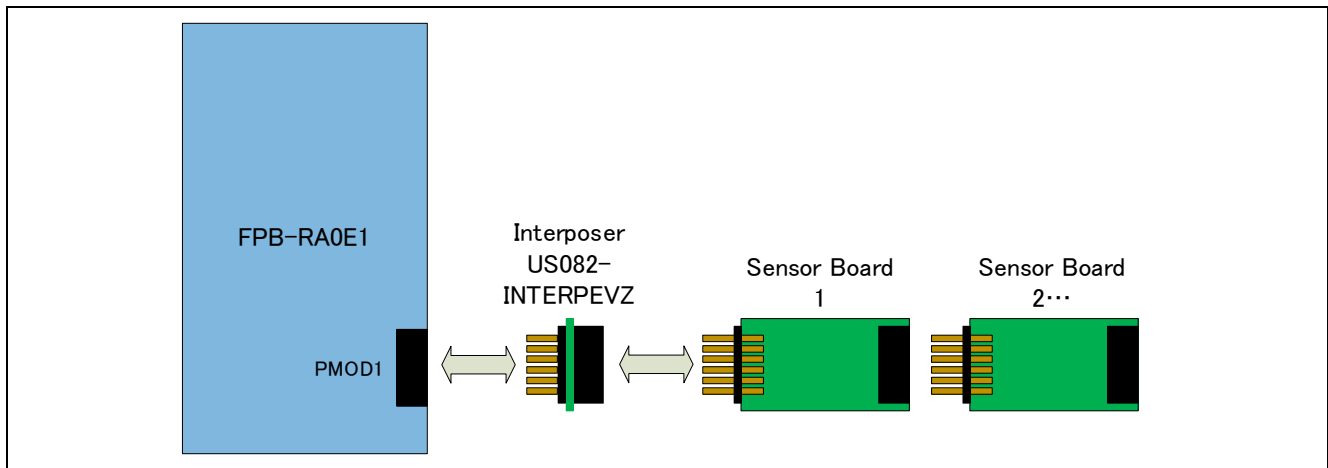 FPB-RA0E1
PMOD1
Interposer
US082-
INTERPEVZ
Sensor Board
1
Sensor Board
2…